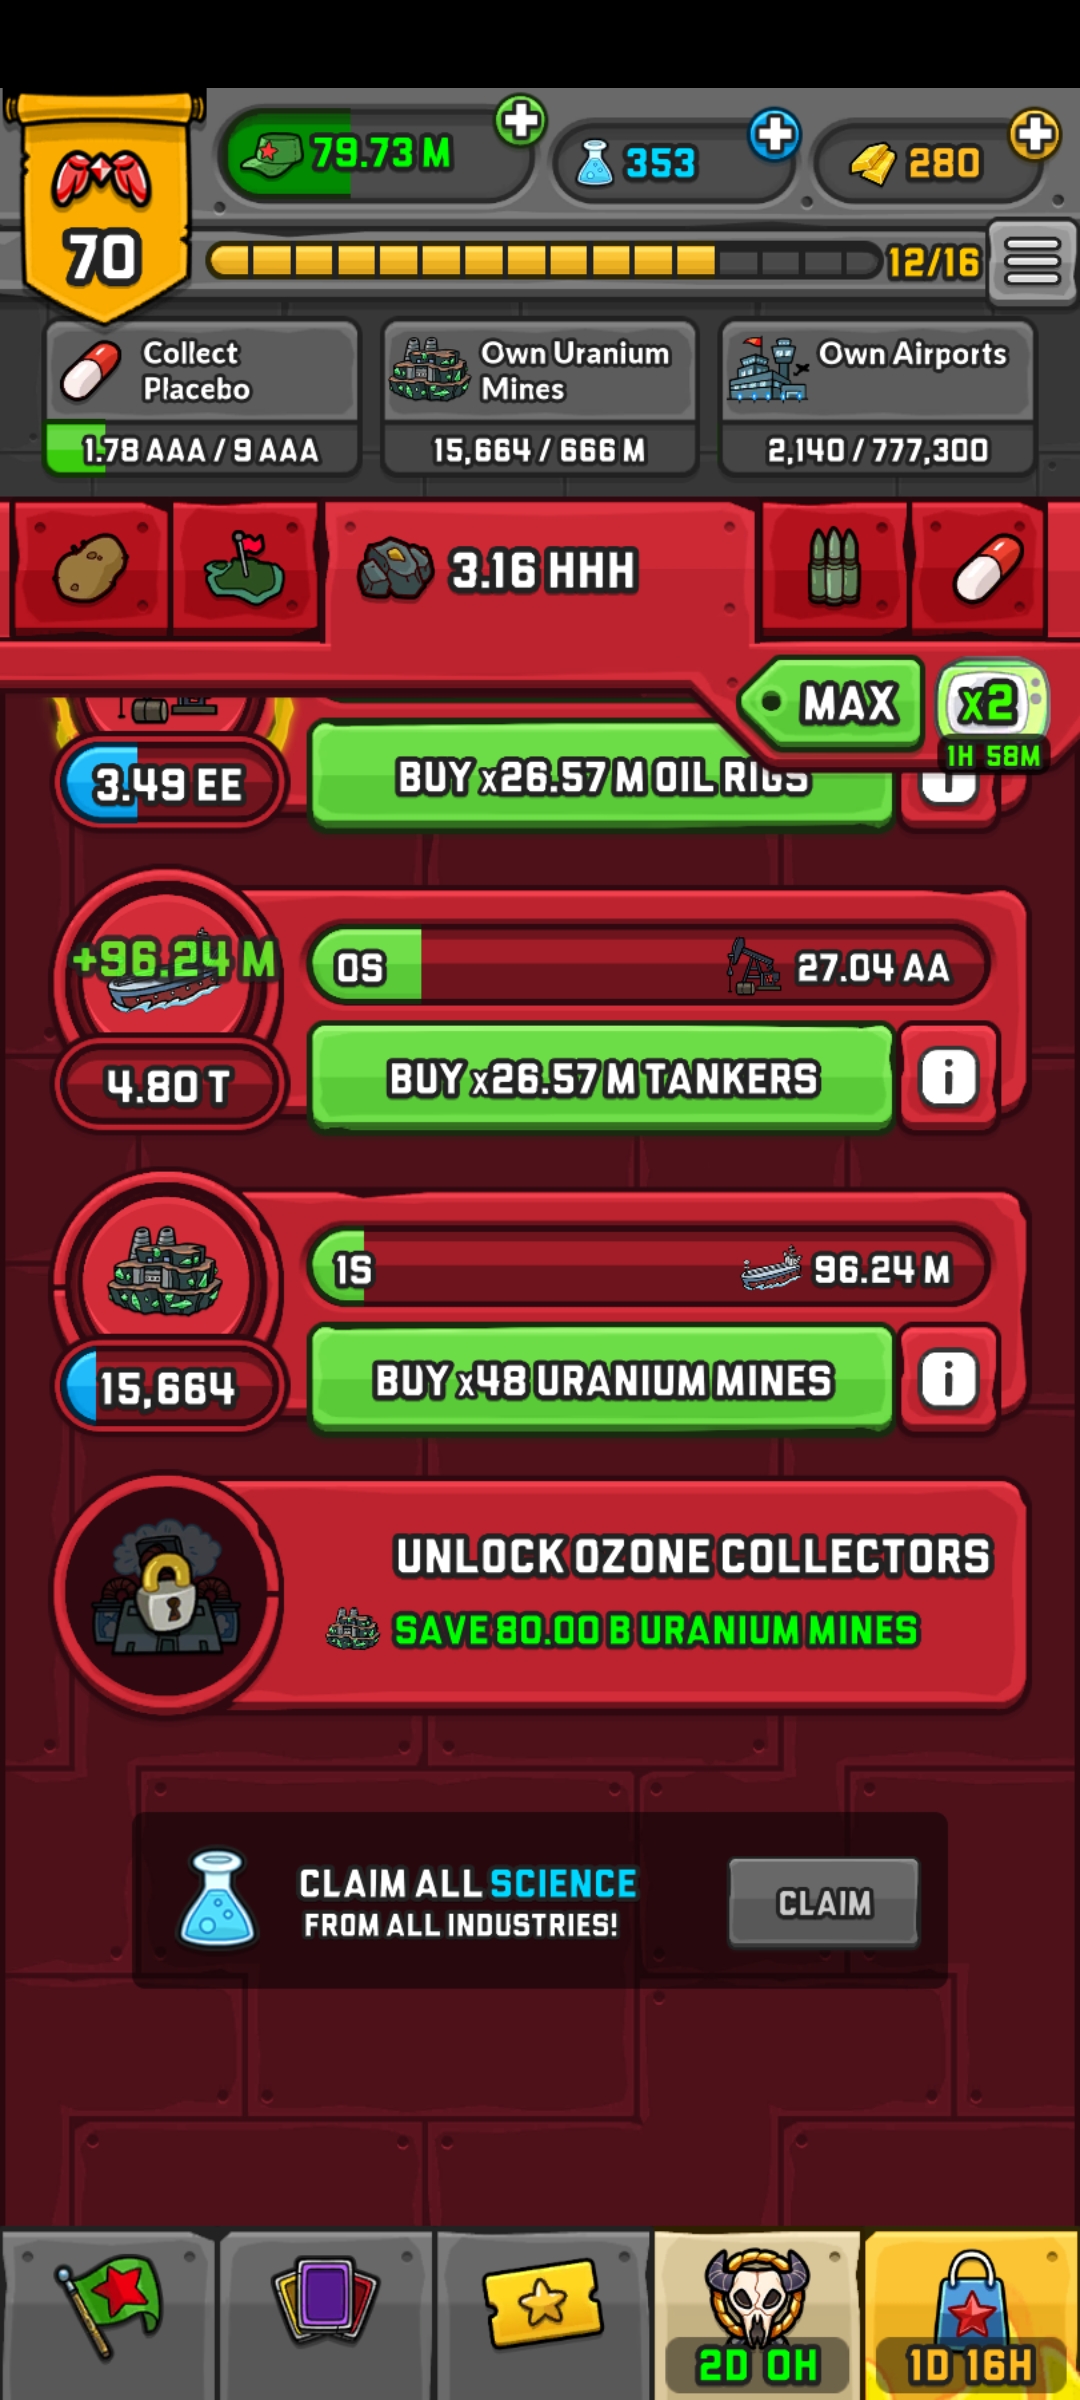 70
79.73 M
353
280
12/16
Collect
Placebo
1.78 AAA / 9 AAA
Own Uranium
Mines
15,664 / 666 M
Own Airports
2,140 / 777,300
3.16 HHH
MAX
x2
1H 58M
3.49 EE
BUY x26.57 M OIL RIGS
+96.24 M
0S
27.04 AA
4.80 T
BUY x26.57 M TANKERS
i
1S
96.24 M
15,664
BUY x48 URANIUM MINES
i
UNLOCK OZONE COLLECTORS
SAVE 80.00 B URANIUM MINES
CLAIM ALL SCIENCE
FROM ALL INDUSTRIES!
CLAIM
2D 0H
1D 16H